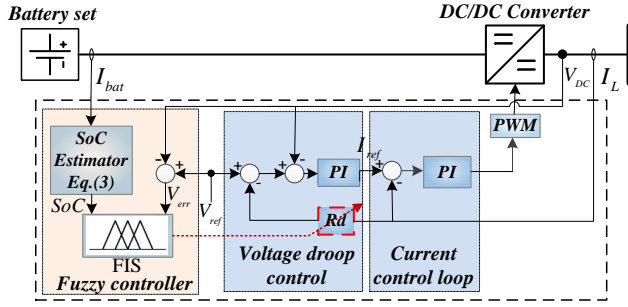 Battery set
DC/DC Converter
I_bat
V_DC
I_L
SoC
Estimator
Eq.(3)
PWM
I_ref
PI
PI
SoC
V_err
V_ref
Rd
FIS
Fuzzy controller
Voltage droop
control
Current
control loop